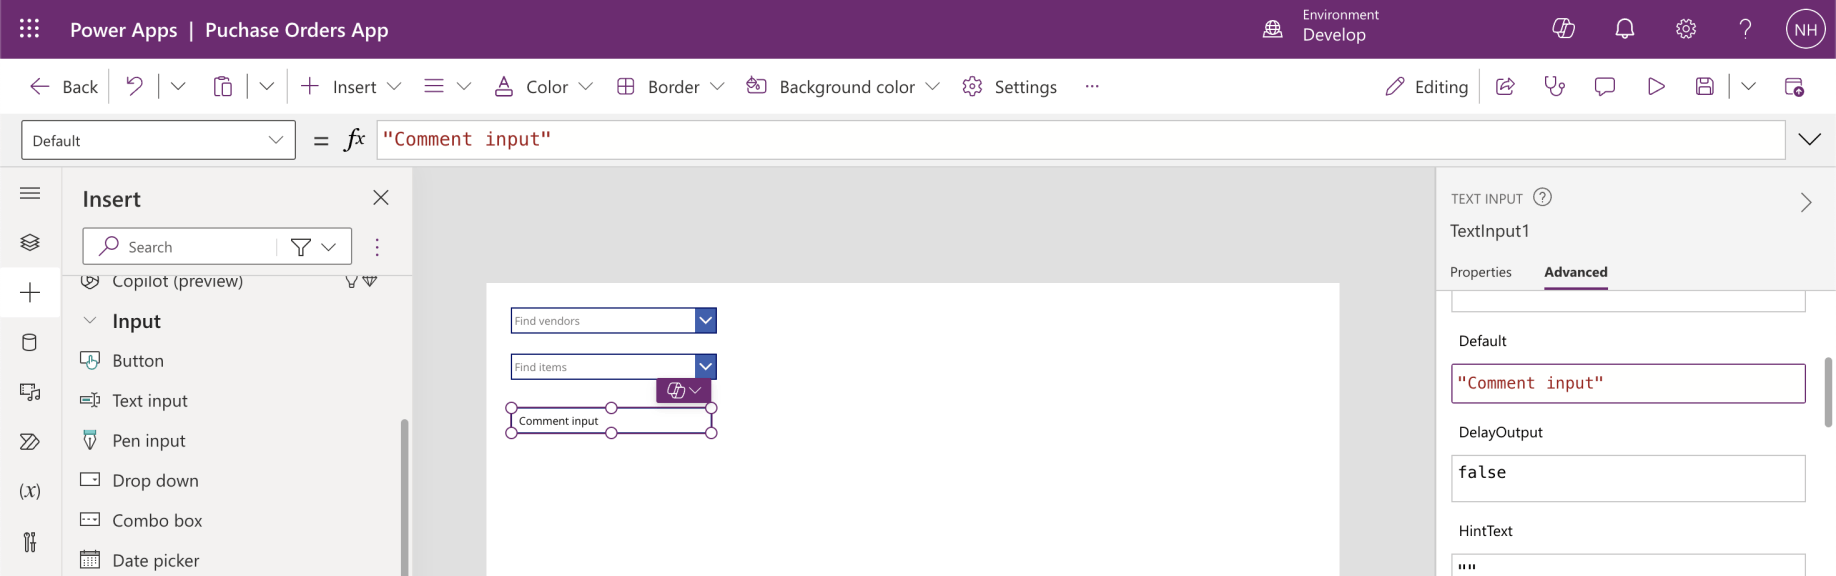 Power Apps | Puchase Orders App
Environment
Develop
NH
Back
Insert
Color
Border
Background color
Settings
...
Editing
Default
= fx "Comment input"
Insert
Search
Copilot (preview)
Input
Button
Text input
Pen input
Drop down
Combo box
Date picker
(x)
Find vendors
Find items
Comment input
TEXT INPUT
TextInput1
Properties
Advanced
Default
"Comment input"
DelayOutput
false
HintText
""